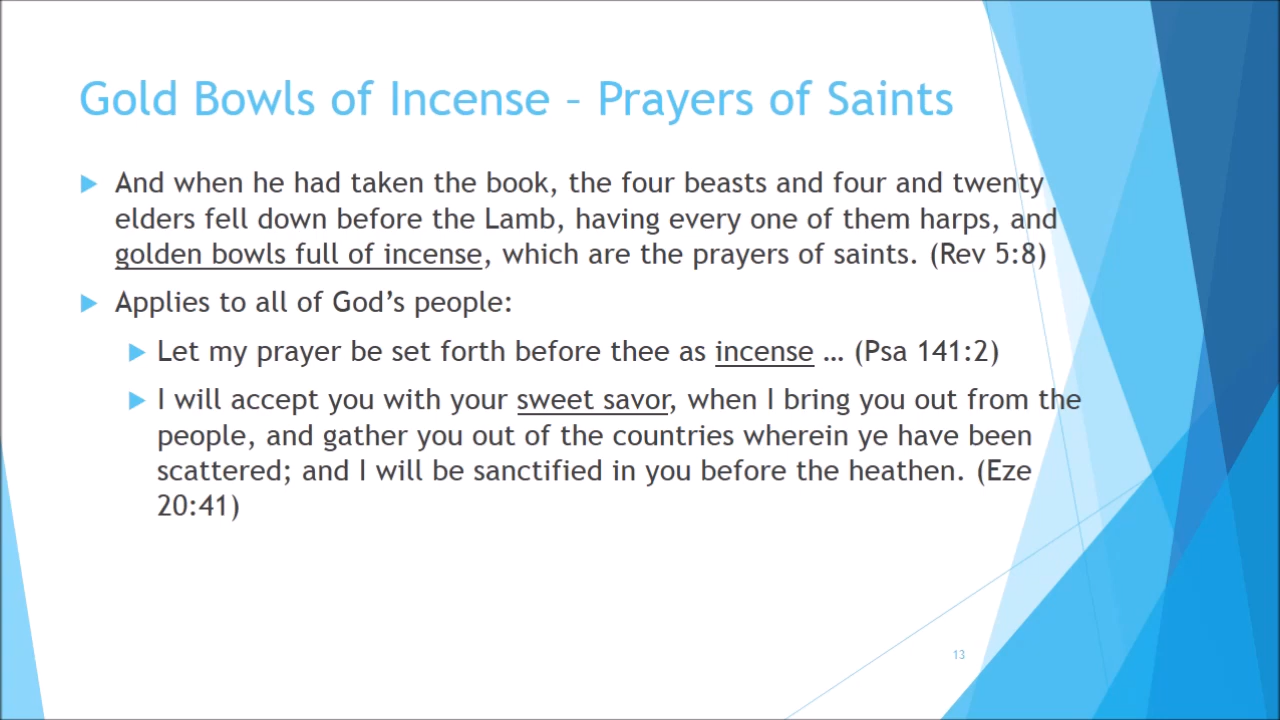 Gold Bowls of Incense – Prayers of Saints
And when he had taken the book, the four beasts and four and twenty
elders fell down before the Lamb, having every one of them harps, and
golden bowls full of incense, which are the prayers of saints. (Rev 5:8)
Applies to all of God’s people:
Let my prayer be set forth before thee as incense … (Psa 141:2)
I will accept you with your sweet savor, when I bring you out from the
people, and gather you out of the countries wherein ye have been
scattered; and I will be sanctified in you before the heathen. (Eze
20:41)
13